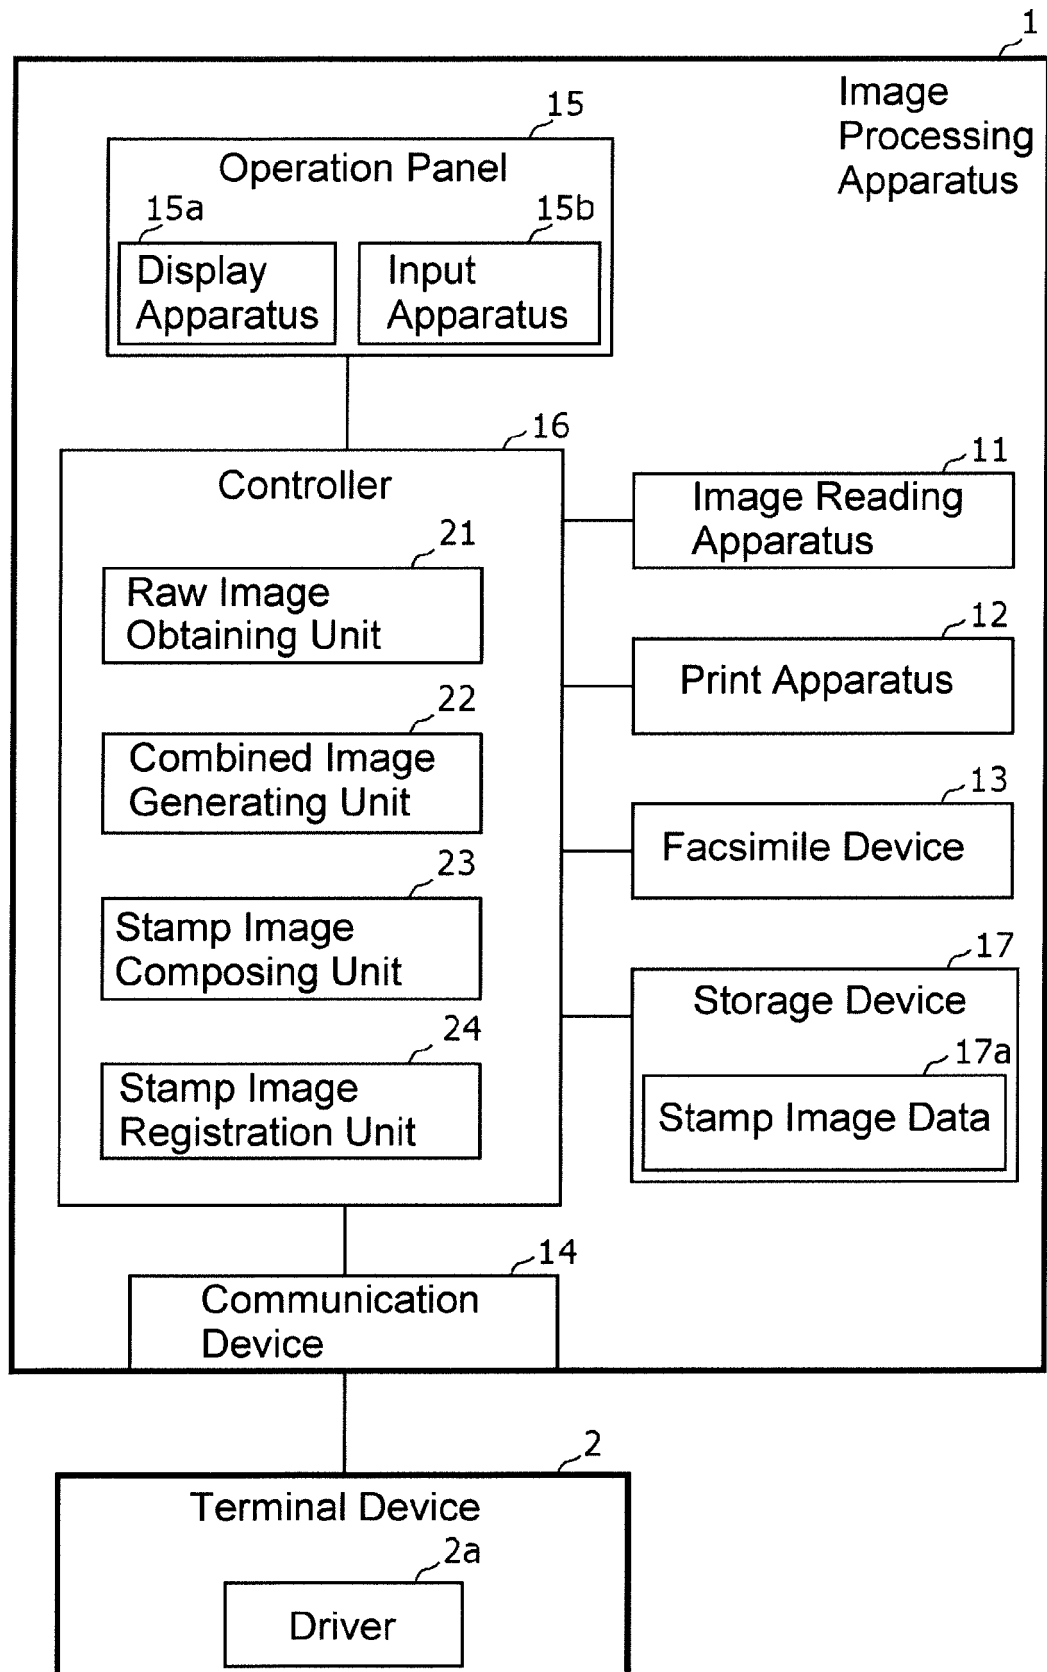 1
Image
Processing
Apparatus
15
Operation Panel
15a
15b
Display
Apparatus
Input
Apparatus
16
Controller
11
Image Reading
Apparatus
21
Raw Image
Obtaining Unit
12
Print Apparatus
22
Combined Image
Generating Unit
13
Facsimile Device
23
Stamp Image
Composing Unit
17
Storage Device
17a
Stamp Image Data
24
Stamp Image
Registration Unit
14
Communication
Device
2
Terminal Device
2a
Driver